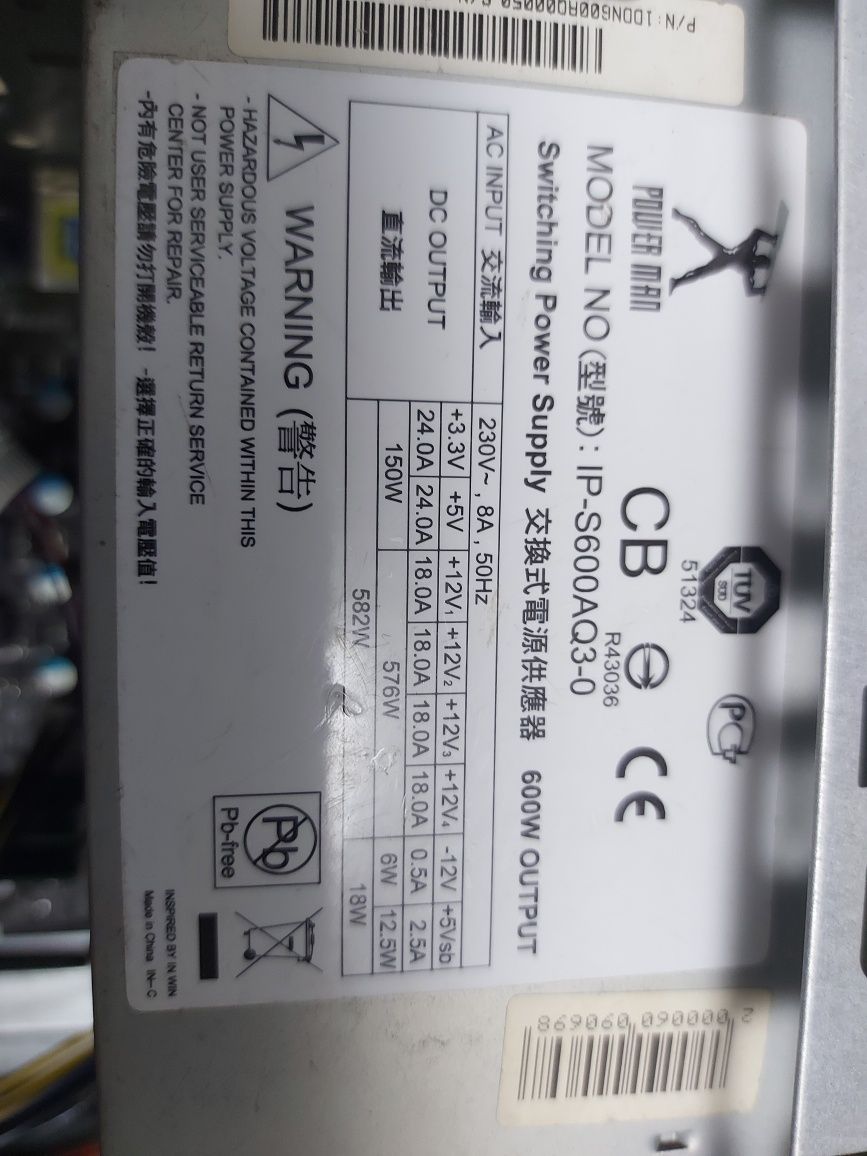 P/N: 1DDNG00RQ00050
POWER MAN
TUV
51324
CB
R43036
CE
MODEL NO(型號): IP-S600AQ3-0
Switching Power Supply 交換式電源供應器 600W OUTPUT
AC INPUT 交流輸入 230V~, 8A, 50Hz
DC OUTPUT 直流輸出 +3.3V +5V +12V₁ +12V₂ +12V₃ +12V₄ -12V +5Vsb
24.0A 24.0A 18.0A 18.0A 18.0A 18.0A 0.5A 2.5A
150W 576W 6W 12.5W
582W 18W
WARNING (警告)
- HAZARDOUS VOLTAGE CONTAINED WITHIN THIS
POWER SUPPLY.
- NOT USER SERVICEABLE RETURN SERVICE
CENTER FOR REPAIR.
-內有危險電壓請勿打開機殼! -選擇正確的輸入電壓值!
Pb
Pb-free
INSPIRED BY IN WIN
Made in China IN-C